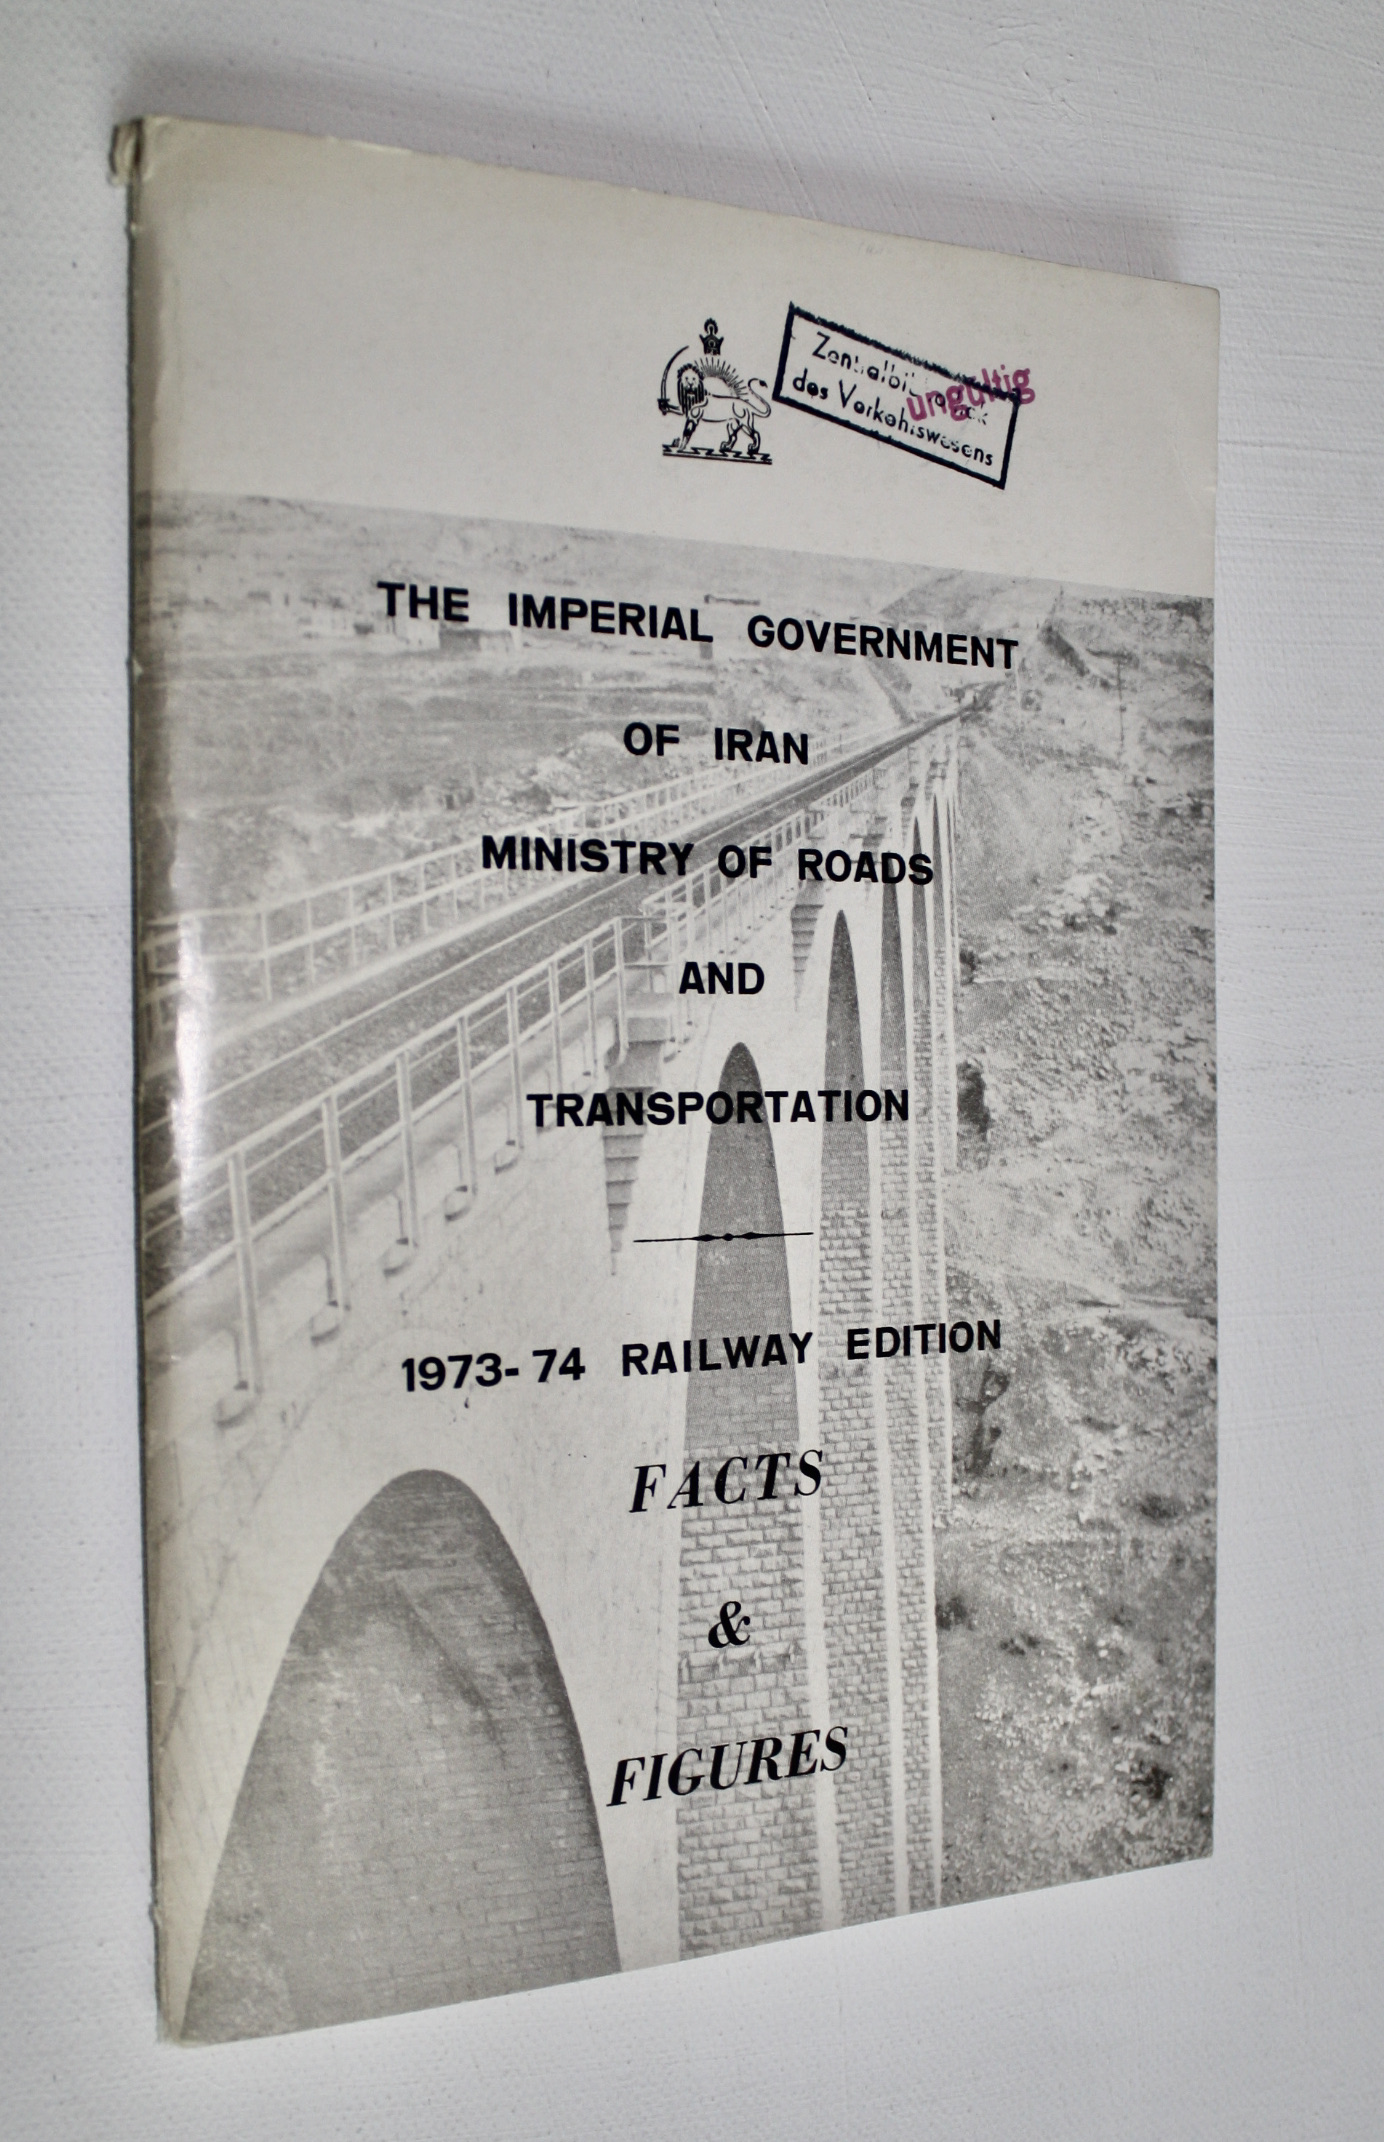 Zentralbibliothek
ungültig
des Verkehrswesens
THE IMPERIAL GOVERNMENT
OF IRAN
MINISTRY OF ROADS
AND
TRANSPORTATION
1973-74 RAILWAY EDITION
FACTS
&
FIGURES